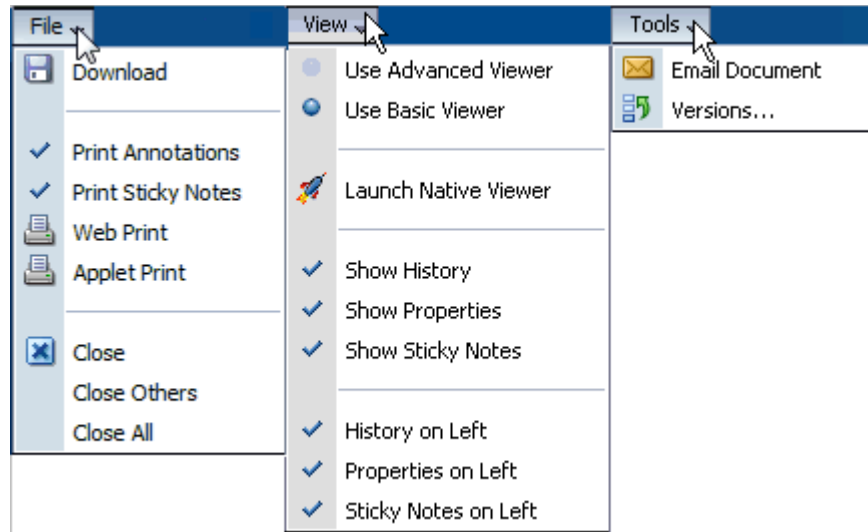 File
Download
Print Annotations
Print Sticky Notes
Web Print
Applet Print
Close
Close Others
Close All
View
Use Advanced Viewer
Use Basic Viewer
Launch Native Viewer
Show History
Show Properties
Show Sticky Notes
History on Left
Properties on Left
Sticky Notes on Left
Tools
Email Document
Versions...